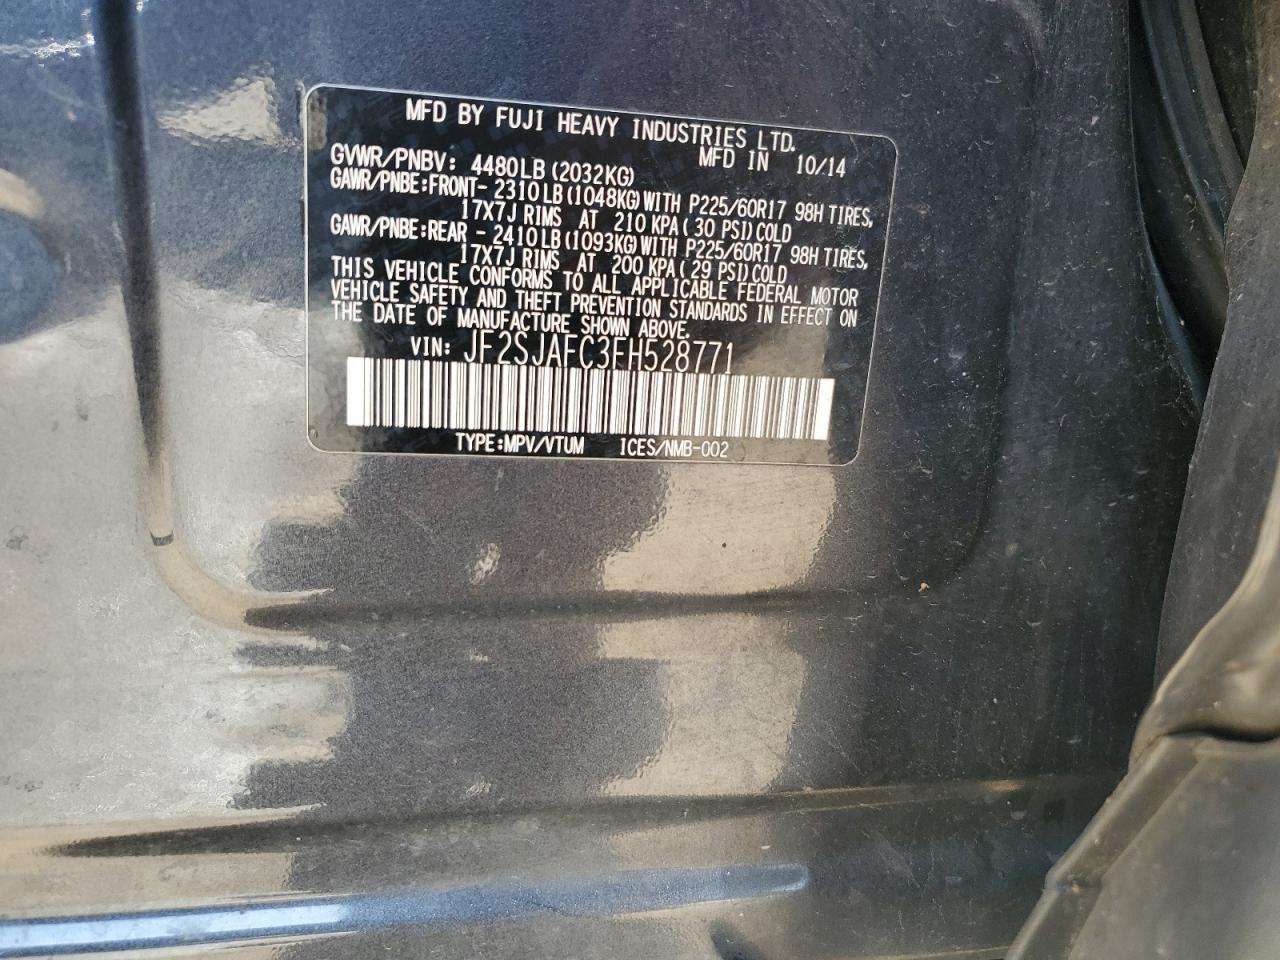 MFD BY FUJI HEAVY INDUSTRIES LTD.
MFD IN 10/14
GVWR/PNBV: 4480LB (2032KG)
GAWR/PNBE:FRONT- 2310LB(1048KG)WITH P225/60R17 98H TIRES,
17X7J RIMS AT 210 KPA( 30 PSI)COLD
GAWR/PNBE:REAR - 2410LB(1093KG)WITH P225/60R17 98H TIRES,
17X7J RIMS AT 200 KPA( 29 PSI)COLD
THIS VEHICLE CONFORMS TO ALL APPLICABLE FEDERAL MOTOR
VEHICLE SAFETY AND THEFT PREVENTION STANDARDS IN EFFECT ON
THE DATE OF MANUFACTURE SHOWN ABOVE.
VIN: JF2SJAFC3FH528771
TYPE:MPV/VTUM ICES/NMB-002